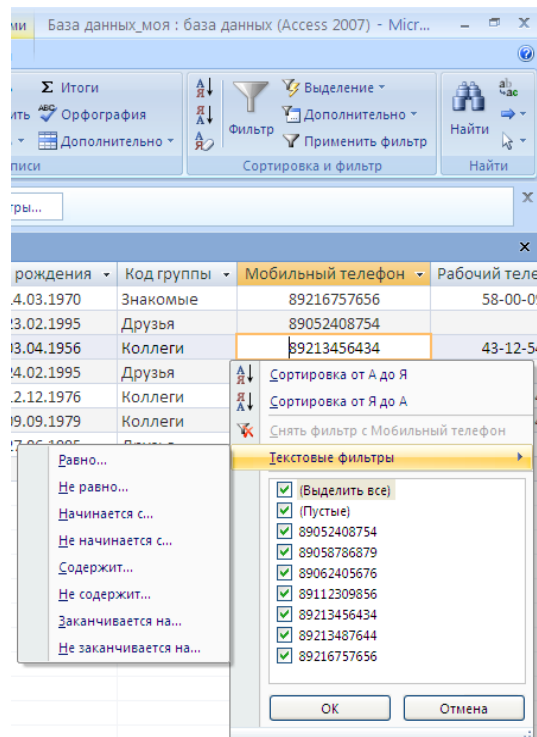 ми База данных_моя : база данных (Access 2007) - Micr...
Σ Итоги
ить Орфография
Дополнительно
писи
Фильтр
Выделение
Дополнительно
Применить фильтр
Сортировка и фильтр
Найти
Найти
тры...
рождения Код группы Мобильный телефон Рабочий теле
4.03.1970 Знакомые 89216757656 58-00-0
23.02.1995 Друзья 89052408754
03.04.1956 Коллеги 89213456434 43-12-5
24.02.1995 Друзья
2.12.1976 Коллеги
09.09.1979 Коллеги
Сортировка от А до Я
Сортировка от Я до А
Снять фильтр с Мобильный телефон
Текстовые фильтры
Равно...
Не равно...
Начинается с...
Не начинается с...
Содержит...
Не содержит...
Заканчивается на...
Не заканчивается на...
(Выделить все)
(Пустые)
89052408754
89058786879
89062405676
89112309856
89213456434
89213487644
89216757656
ОК Отмена